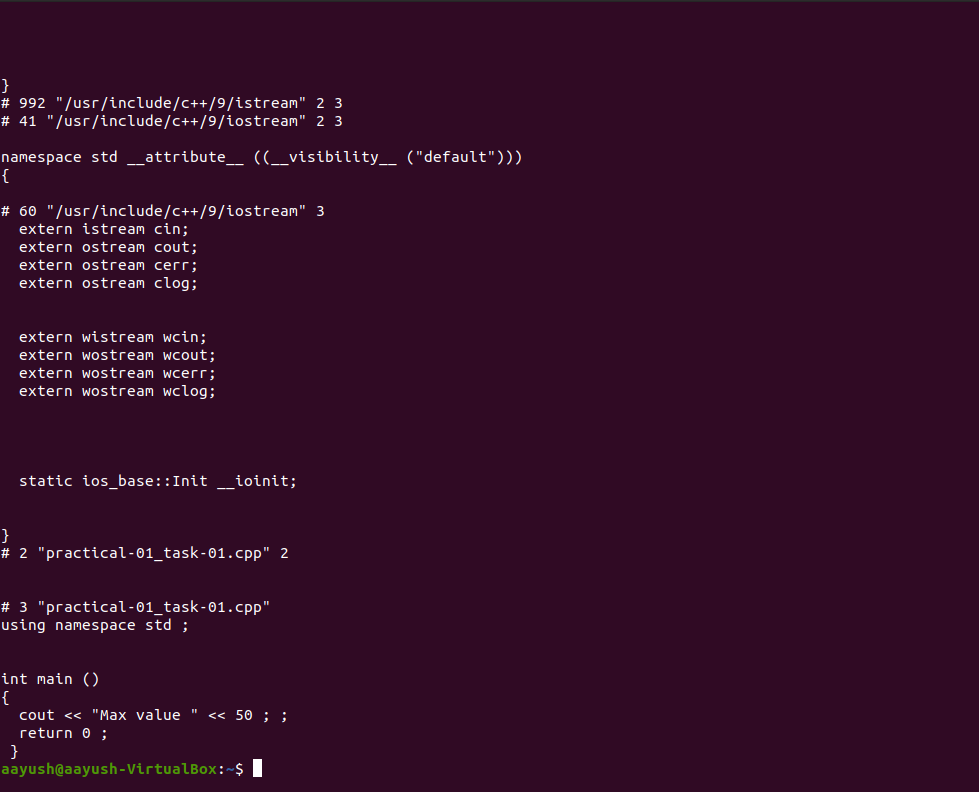 }
# 992 "/usr/include/c++/9/istream" 2 3
# 41 "/usr/include/c++/9/iostream" 2 3
namespace std __attribute__ ((__visibility__ ("default")))
{
# 60 "/usr/include/c++/9/iostream" 3
  extern istream cin;
  extern ostream cout;
  extern ostream cerr;
  extern ostream clog;
  extern wistream wcin;
  extern wostream wcout;
  extern wostream wcerr;
  extern wostream wclog;
  static ios_base::Init __ioinit;
}
# 2 "practical-01_task-01.cpp" 2
# 3 "practical-01_task-01.cpp"
using namespace std ;
int main ()
{
  cout << "Max value " << 50 ; ;
  return 0 ;
 }
aayush@aayush-VirtualBox:~$